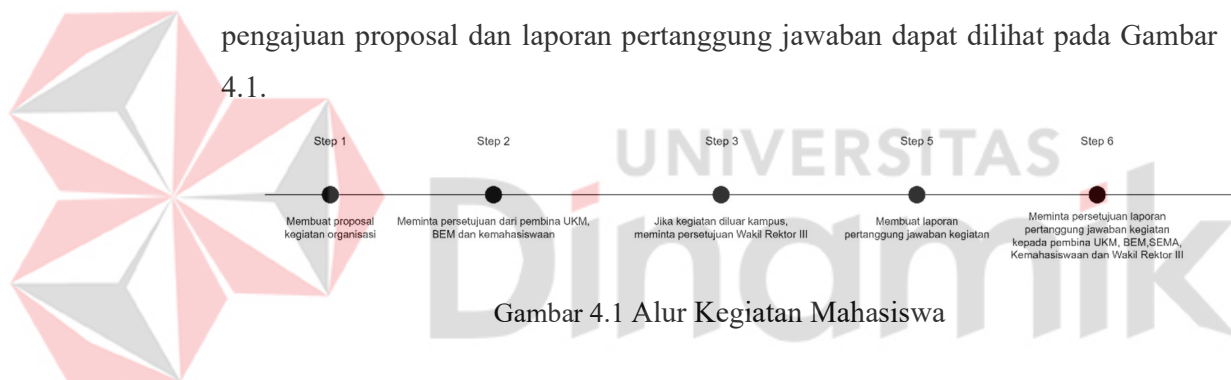 pengajuan proposal dan laporan pertanggung jawaban dapat dilihat pada Gambar
4.1.
UNIVERSITAS
Dinamik
Step 1
Membuat proposal
kegiatan organisasi
Step 2
Meminta persetujuan dari pembina UKM,
BEM dan kemahasiswaan
Step 3
Jika kegiatan diluar kampus,
meminta persetujuan Wakil Rektor III
Step 5
Membuat laporan
pertanggung jawaban kegiatan
Step 6
Meminta persetujuan laporan
pertanggung jawaban kegiatan
kepada pembina UKM, BEM,SEMA,
Kemahasiswaan dan Wakil Rektor III
Gambar 4.1 Alur Kegiatan Mahasiswa